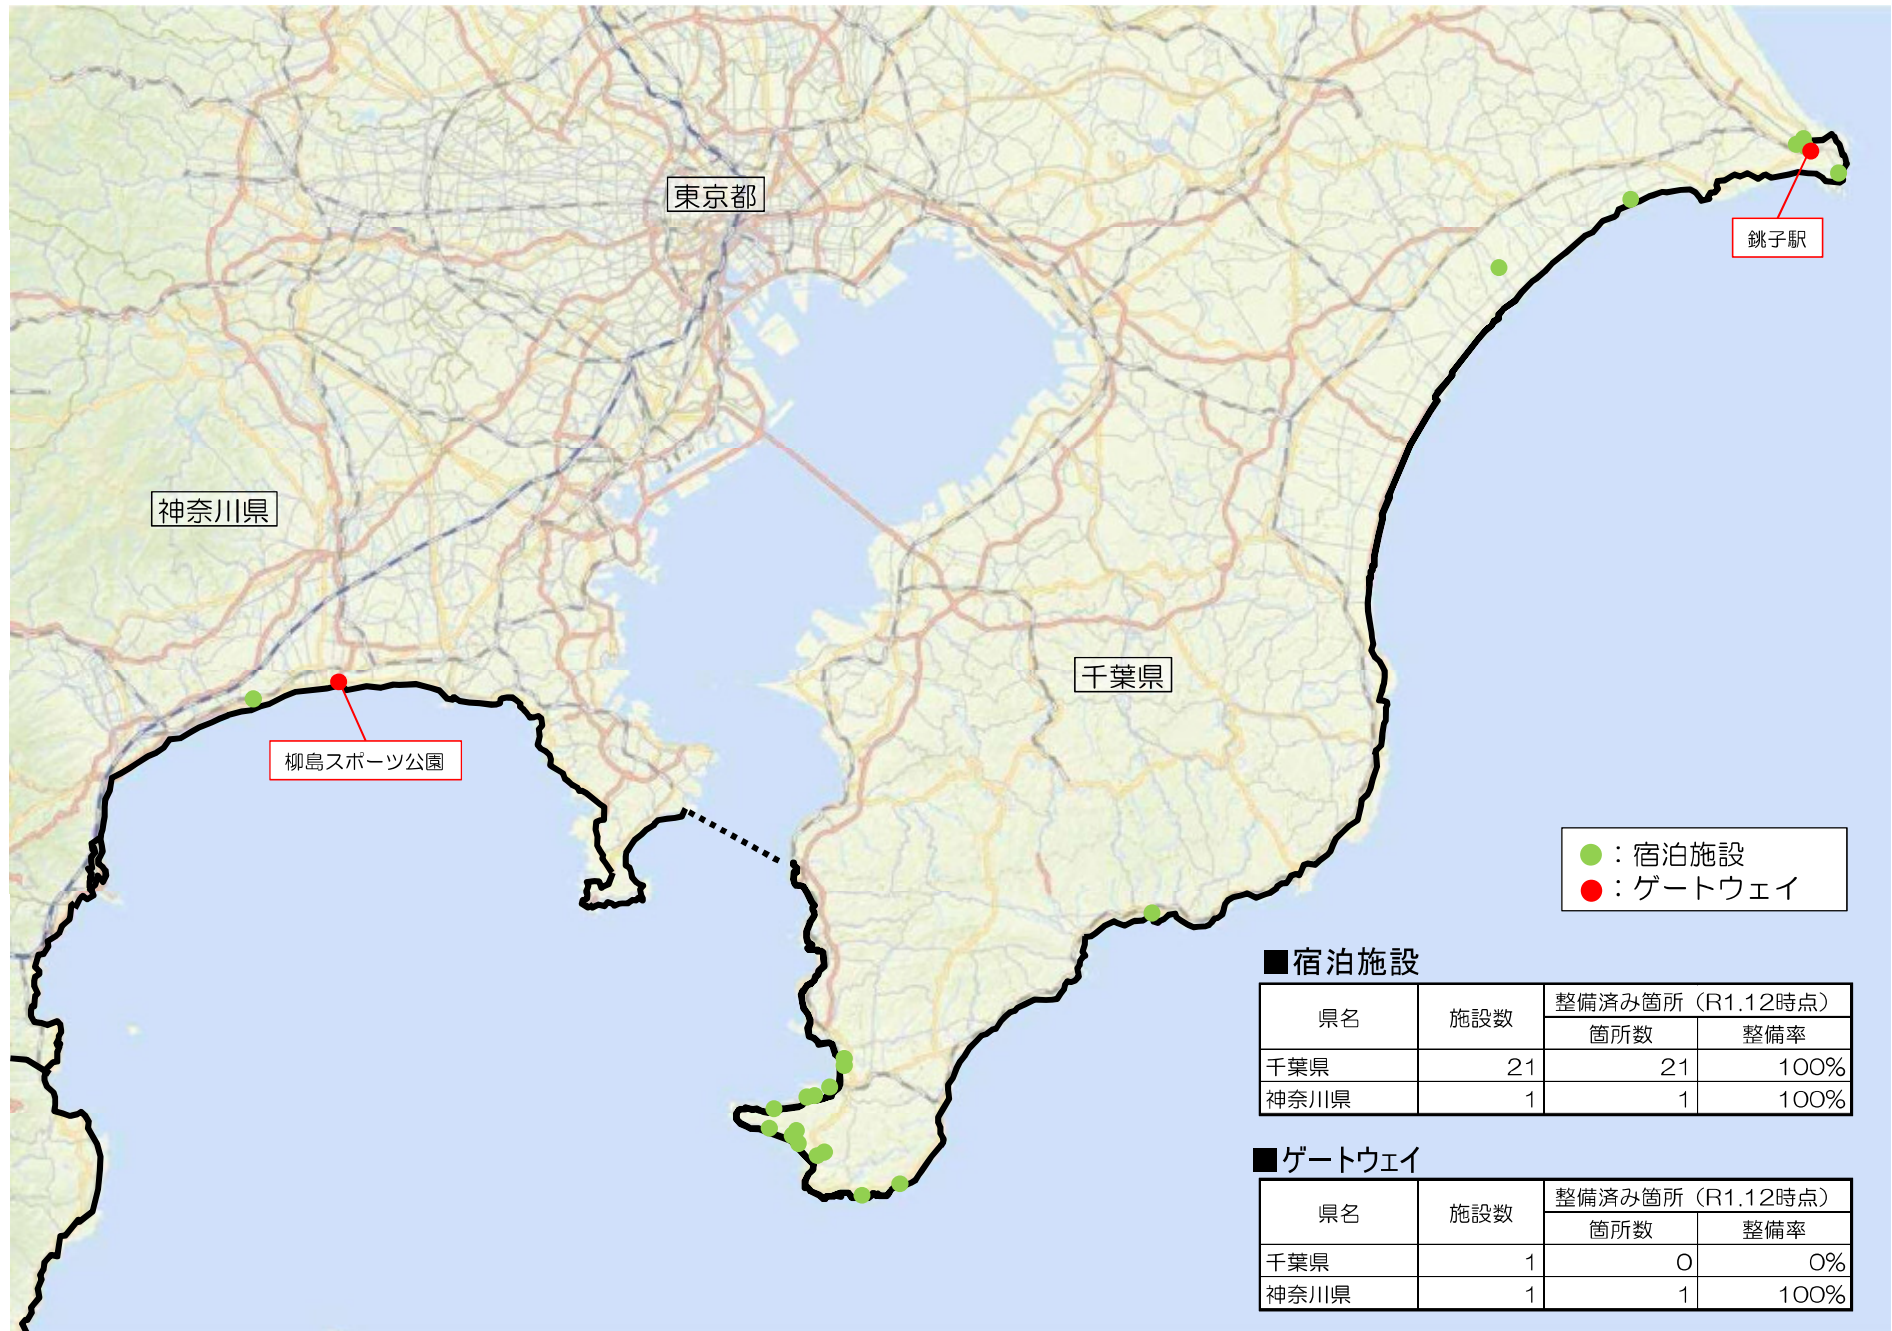 東京都
銚子駅
神奈川県
千葉県
柳島スポーツ公園
：宿泊施設
：ゲートウェイ
■宿泊施設
県名 施設数 整備済み箇所（R1.12時点）
箇所数 整備率
千葉県 21 21 100%
神奈川県 1 1 100%
■ゲートウェイ
県名 施設数 整備済み箇所（R1.12時点）
箇所数 整備率
千葉県 1 0 0%
神奈川県 1 1 100%